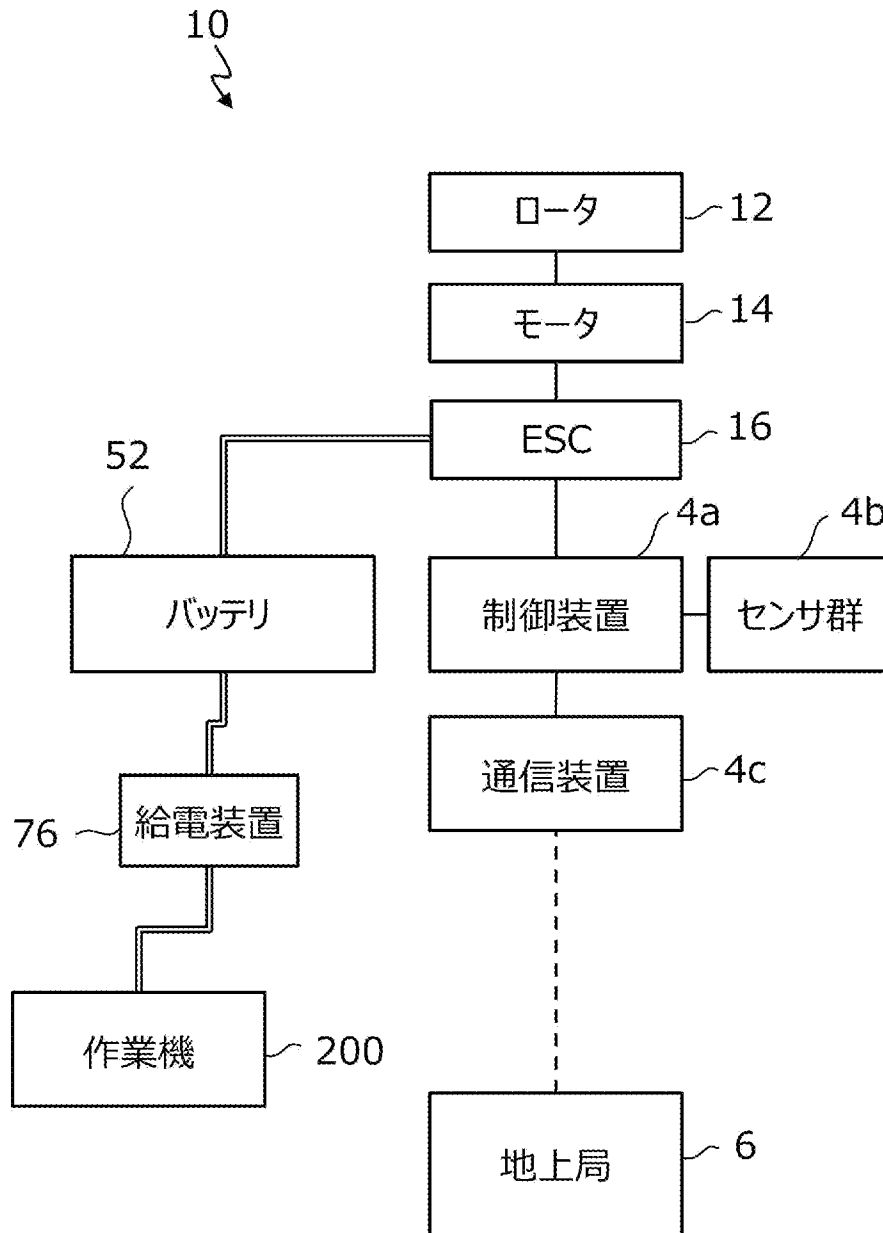 10
ロータ
12
モータ
14
ESC
16
52
4a
4b
バッテリ
制御装置
センサ群
通信装置
4c
76
給電装置
作業機
200
地上局
6